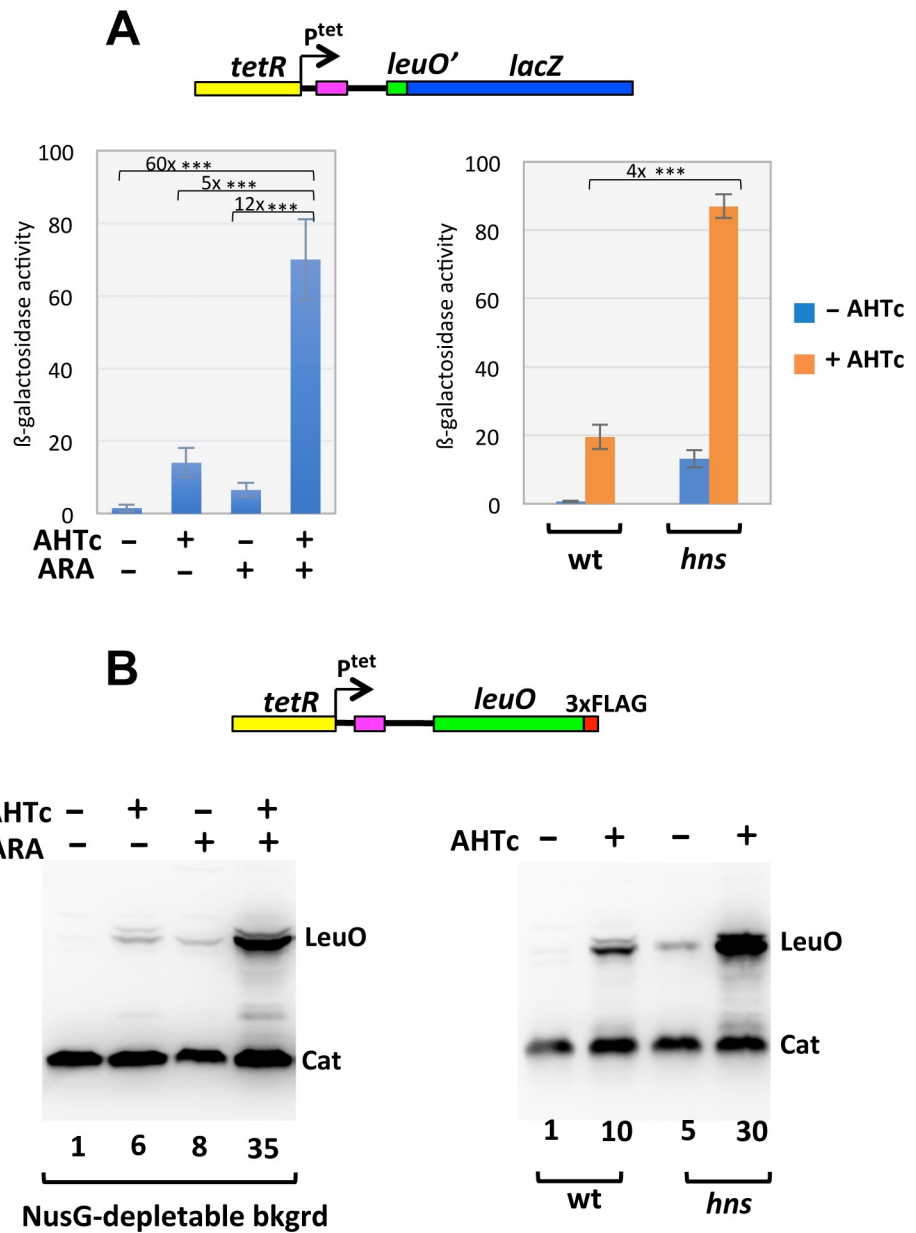 A
Ptet
tetR leuO’ lacZ
100
80
60
40
20
0
ß-galactosidase activity
60x ***
5x ***
12x ***
AHTc – + – +
ARA – – + +
100
80
60
40
20
0
ß-galactosidase activity
4x ***
wt hns
– AHTc
+ AHTc
B
Ptet
tetR leuO 3xFLAG
AHTc – + – +
ARA – – + +
LeuO
Cat
1 6 8 35
NusG-depletable bkgrd
AHTc – + – +
LeuO
Cat
1 10 5 30
wt hns